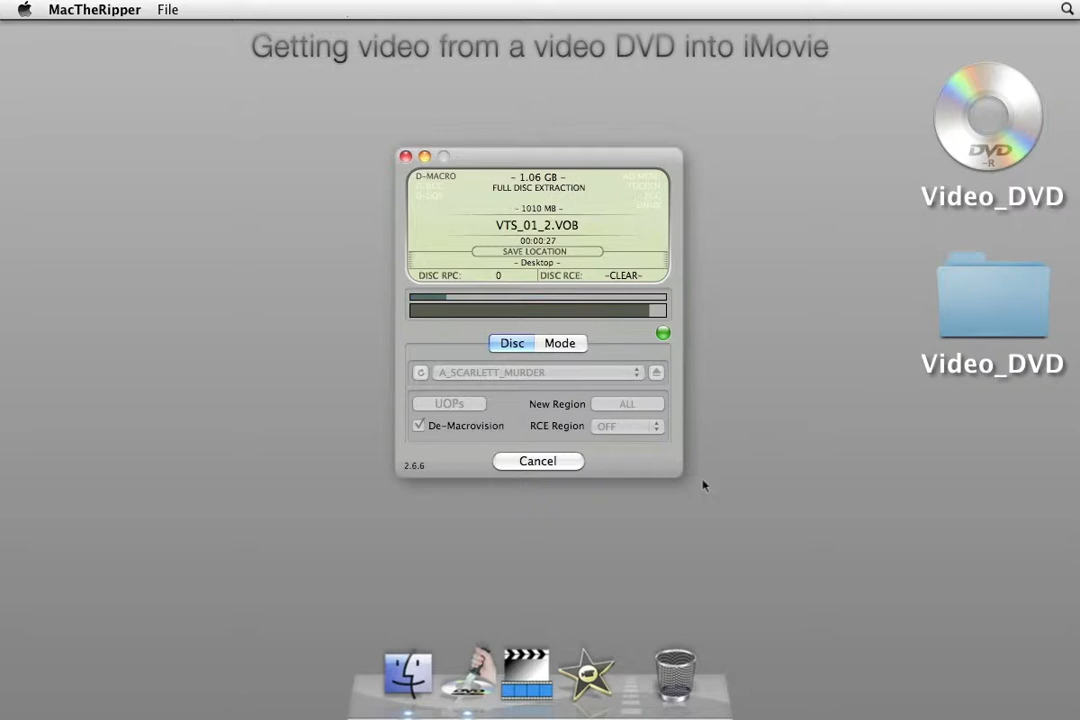 MacTheRipper File
Getting video from a video DVD into iMovie
DVD
-R
Video_DVD
D-MACRO
- 1.06 GB -
FULL DISC EXTRACTION
- 1010 MB -
VTS_01_2.VOB
00:00:27
SAVE LOCATION
- Desktop -
DISC RPC: 0 DISC RCE: -CLEAR-
Video_DVD
Disc Mode
A_SCARLETT_MURDER
UOPs New Region ALL
De-Macrovision RCE Region OFF
2.6.6 Cancel